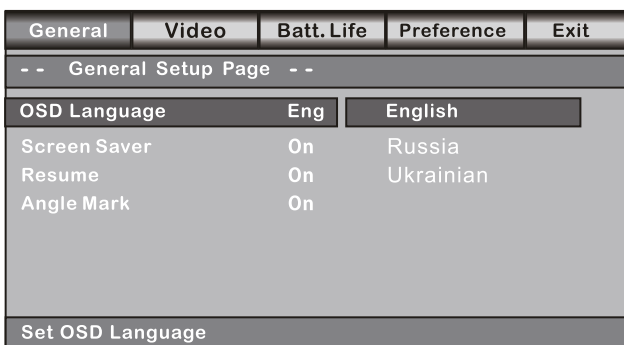 General Video Batt. Life Preference Exit
-- General Setup Page --
OSD Language Eng English
Screen Saver On Russia
Resume On Ukrainian
Angle Mark On
Set OSD Language